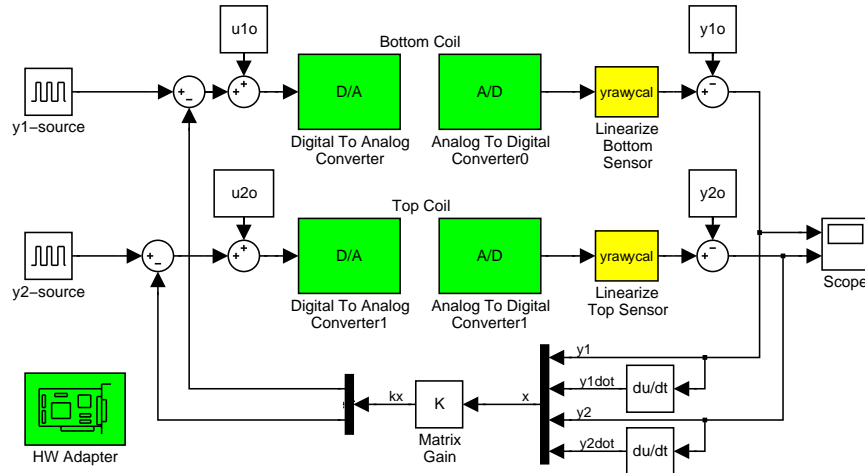 u1o
Bottom Coil
y1o
D/A
A/D
yrawycal
y1−source
Digital To Analog
Converter
Analog To Digital
Converter0
Linearize
Bottom
Sensor
u2o
Top Coil
y2o
D/A
A/D
yrawycal
y2−source
Digital To Analog
Converter1
Analog To Digital
Converter1
Linearize
Top Sensor
Scope
y1
y1dot
du/dt
kx
K
x
y2
y2dot
du/dt
Matrix
Gain
HW Adapter